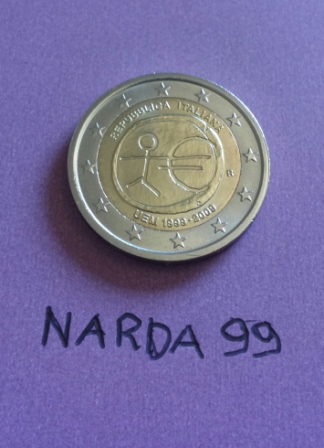 REPUBBLICA ITALIANA
R
UEM 1999-2009
NARDA 99